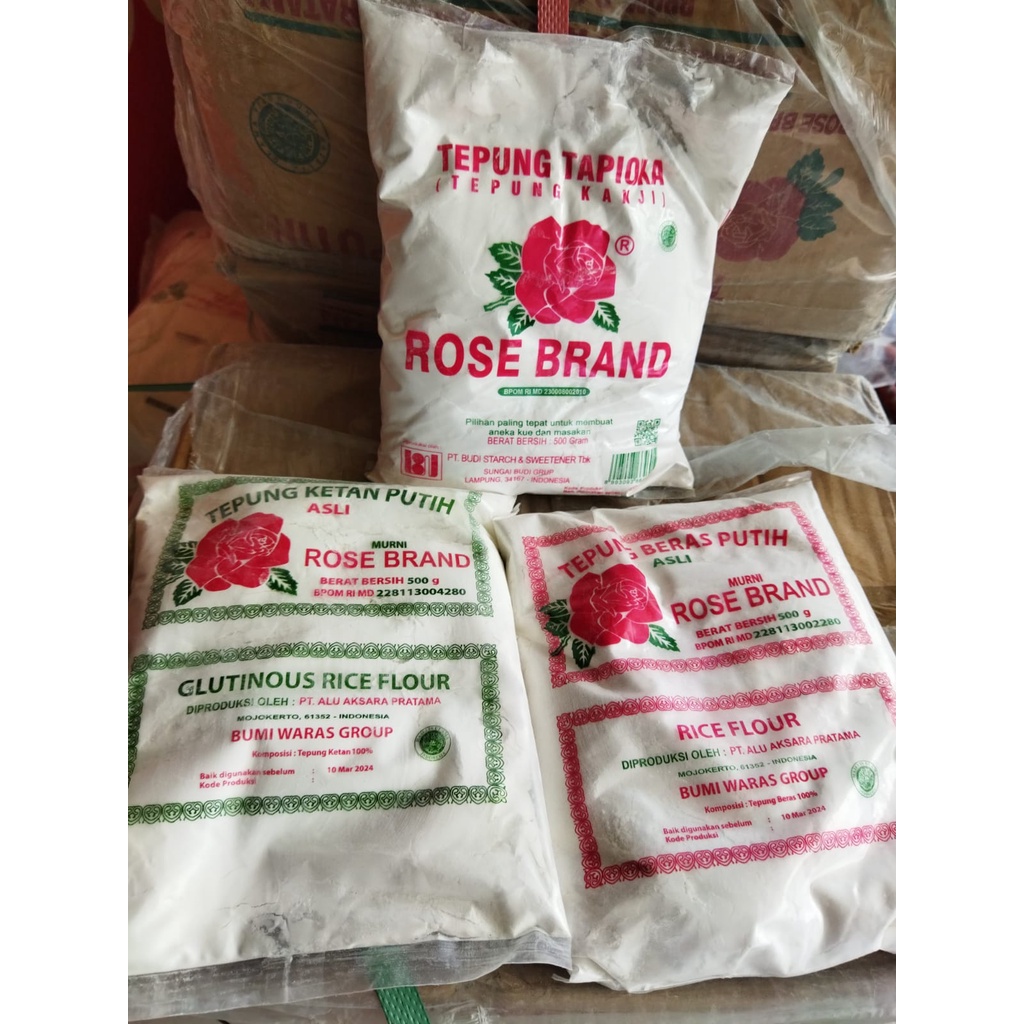 TEPUNG TAPIOKA
(TEPUNG KANJI)
®
ROSE BRAND
BPOM RI MD 230608002810
Pilihan paling tepat untuk membuat
aneka kue dan masakan
BERAT BERSIH : 500 Gram
PT. BUDI STARCH & SWEETENER Tbk
SUNGAI BUDI GRUP
LAMPUNG, 34167 - INDONESIA
TEPUNG KETAN PUTIH
ASLI
MURNI
ROSE BRAND
BERAT BERSIH 500 g
BPOM RI MD 228113004280
GLUTINOUS RICE FLOUR
DIPRODUKSI OLEH : PT. ALU AKSARA PRATAMA
MOJOKERTO, 61352 - INDONESIA
BUMI WARAS GROUP
Komposisi : Tepung Ketan 100%
Baik digunakan sebelum : 10 Mar 2024
Kode Produksi :
TEPUNG BERAS PUTIH
ASLI
MURNI
ROSE BRAND
BERAT BERSIH 500 g
BPOM RI MD 228113002280
RICE FLOUR
DIPRODUKSI OLEH : PT. ALU AKSARA PRATAMA
MOJOKERTO, 61352 - INDONESIA
BUMI WARAS GROUP
Komposisi : Tepung Beras 100%
Baik digunakan sebelum : 10 Mar 2024
Kode Produksi :